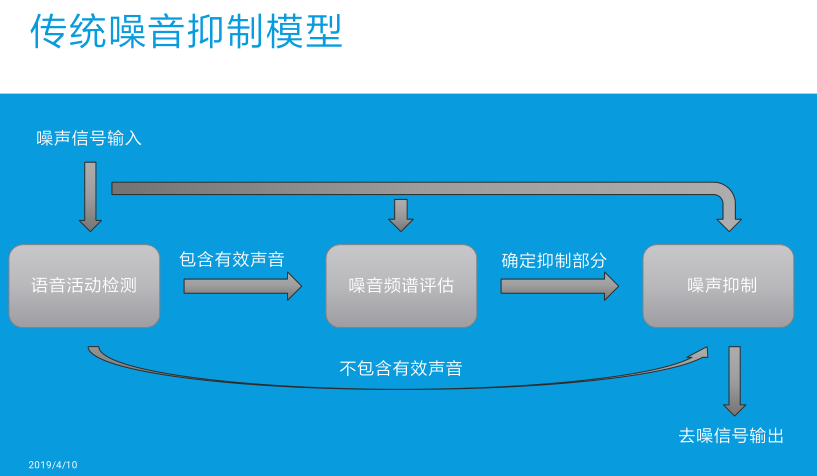 传统噪音抑制模型
噪声信号输入
包含有效声音
确定抑制部分
语音活动检测
噪音频谱评估
噪声抑制
不包含有效声音
去噪信号输出
2019/4/10